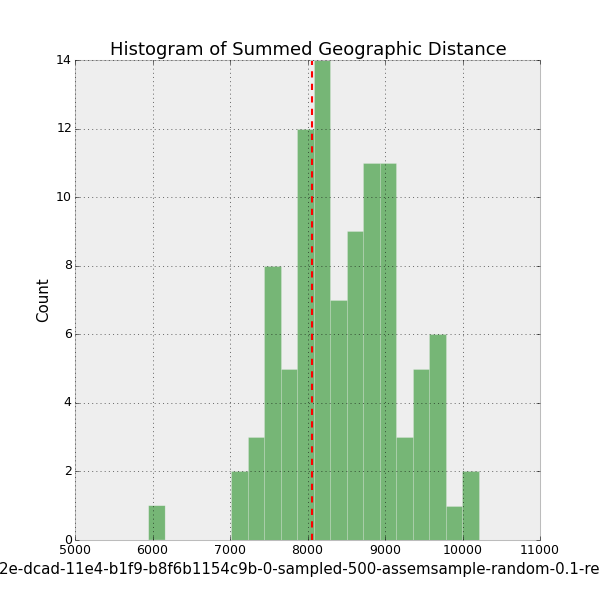 Histogram of Summed Geographic Distance
14
12
10
8
6
4
2
0
Count
5000 6000 7000 8000 9000 10000 11000
2e-dcad-11e4-b1f9-b8f6b1154c9b-0-sampled-500-assemsample-random-0.1-re